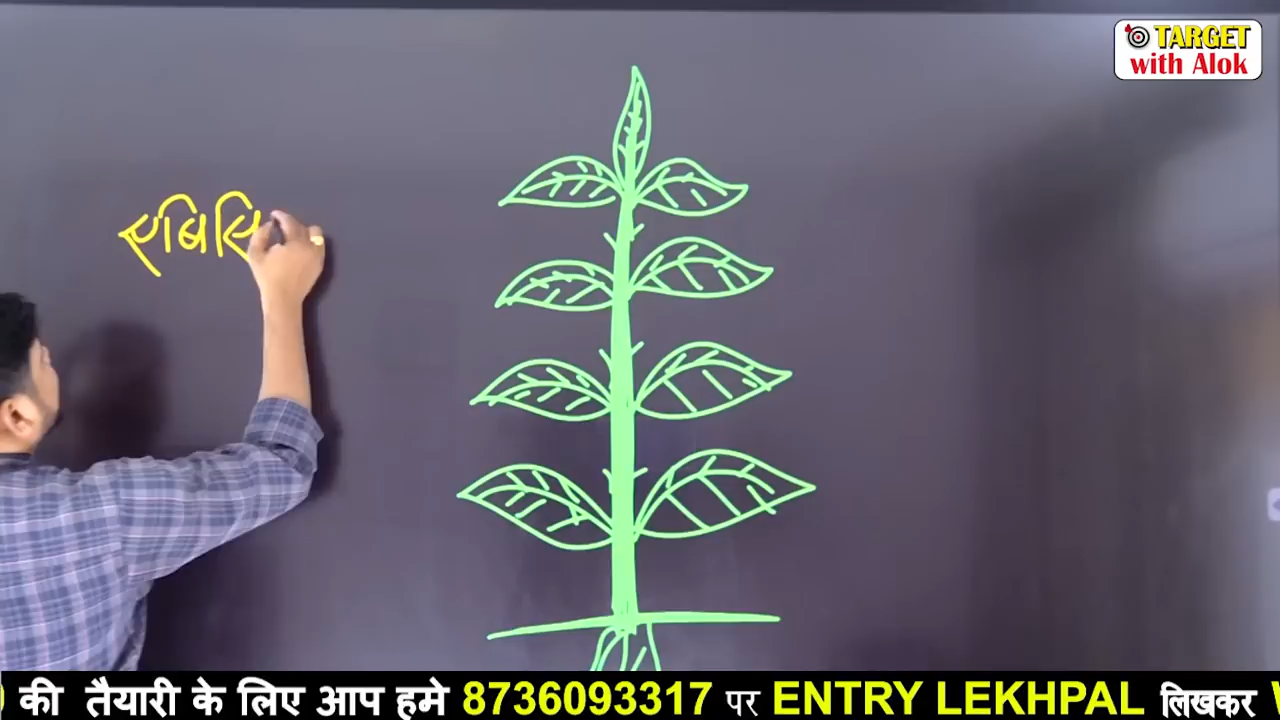 TARGET
with Alok
एबिसि
की तैयारी के लिए आप हमे 8736093317 पर ENTRY LEKHPAL लिखकर